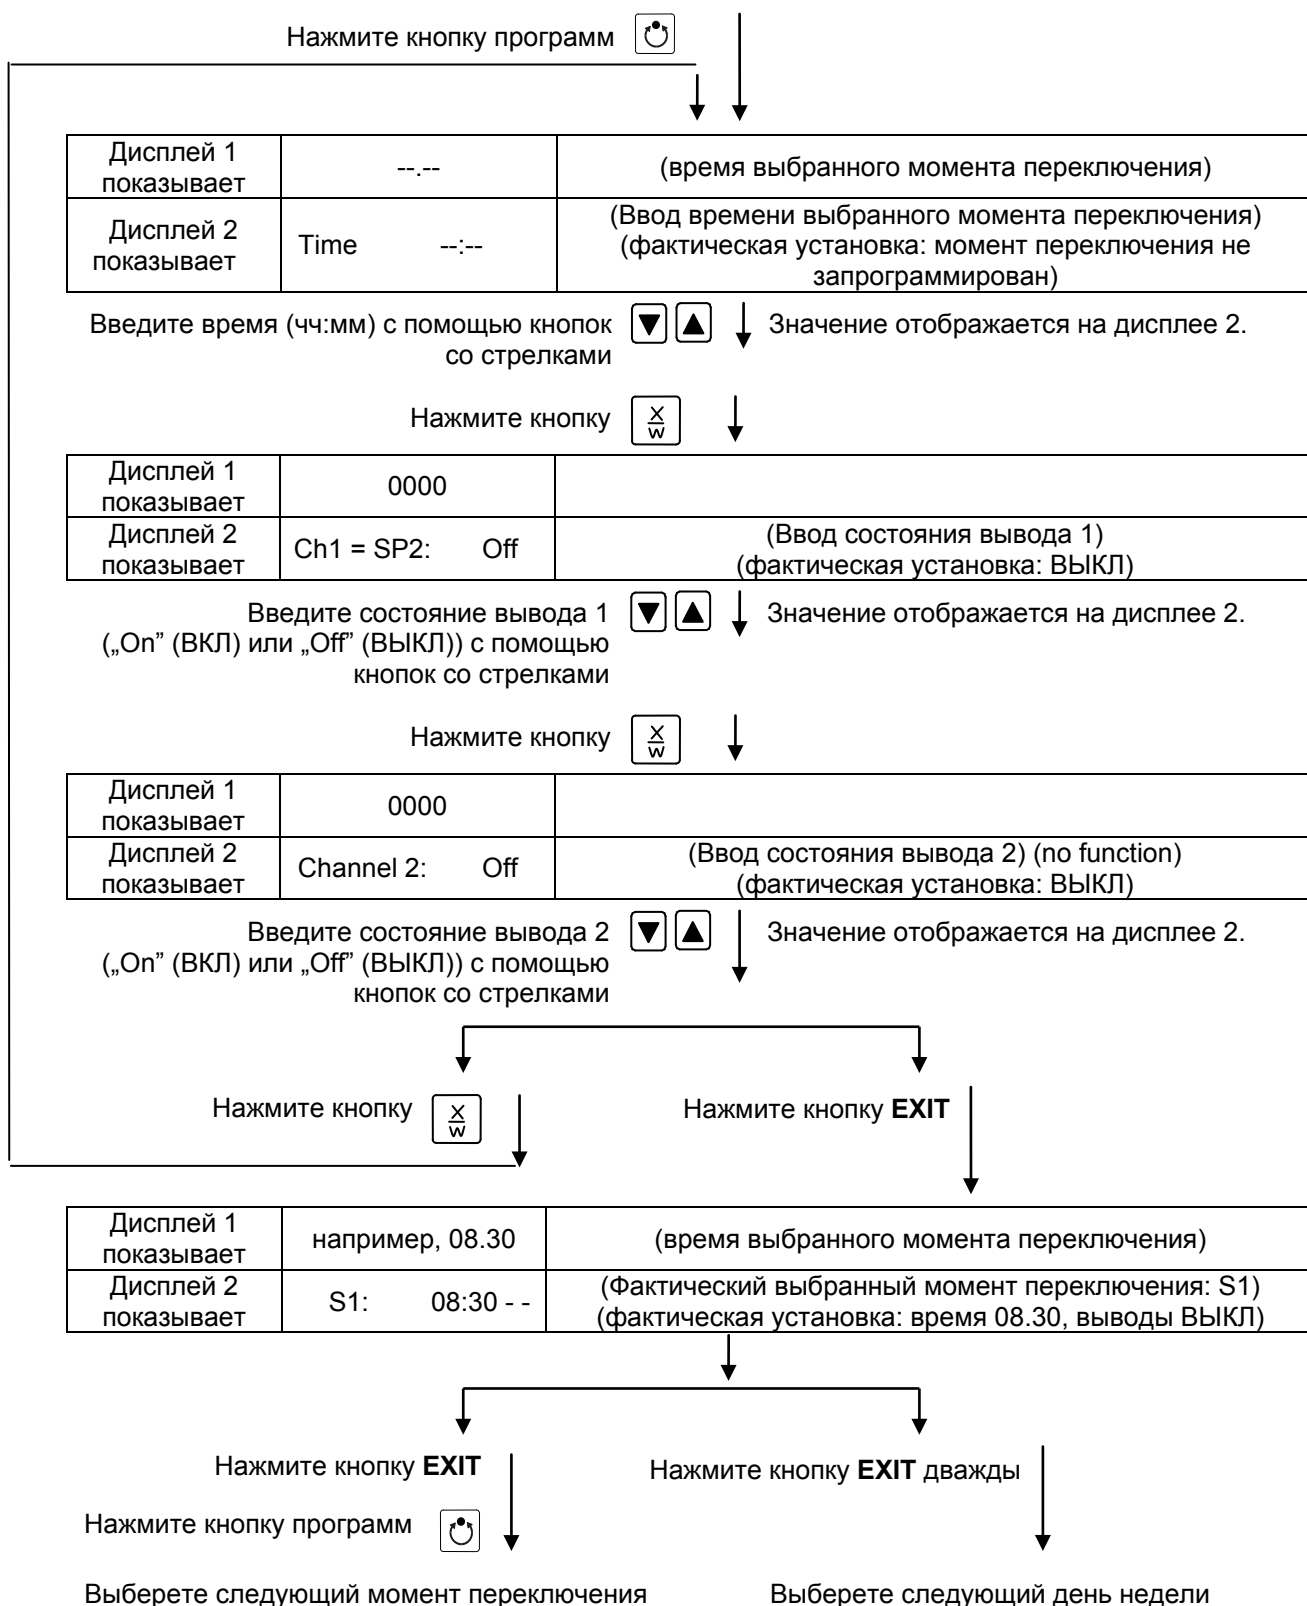 Нажмите кнопку программ
Дисплей 1
показывает
--.--
(время выбранного момента переключения)
Дисплей 2
показывает
Time --:--
(Ввод времени выбранного момента переключения)
(фактическая установка: момент переключения не
запрограммирован)
Введите время (чч:мм) с помощью кнопок
со стрелками
Значение отображается на дисплее 2.
Нажмите кнопку
X
W
Дисплей 1
показывает
0000
Дисплей 2
показывает
Ch1 = SP2: Off
(Ввод состояния вывода 1)
(фактическая установка: ВЫКЛ)
Введите состояние вывода 1
(„On” (ВКЛ) или „Off” (ВЫКЛ)) с помощью
кнопок со стрелками
Значение отображается на дисплее 2.
Нажмите кнопку
X
W
Дисплей 1
показывает
0000
Дисплей 2
показывает
Channel 2: Off
(Ввод состояния вывода 2) (no function)
(фактическая установка: ВЫКЛ)
Введите состояние вывода 2
(„On” (ВКЛ) или „Off” (ВЫКЛ)) с помощью
кнопок со стрелками
Значение отображается на дисплее 2.
Нажмите кнопку
X
W
Нажмите кнопку EXIT
Дисплей 1
показывает
например, 08.30
(время выбранного момента переключения)
Дисплей 2
показывает
S1: 08:30 - -
(Фактический выбранный момент переключения: S1)
(фактическая установка: время 08.30, выводы ВЫКЛ)
Нажмите кнопку EXIT
Нажмите кнопку программ
Нажмите кнопку EXIT дважды
Выберете следующий момент переключения
Выберете следующий день недели